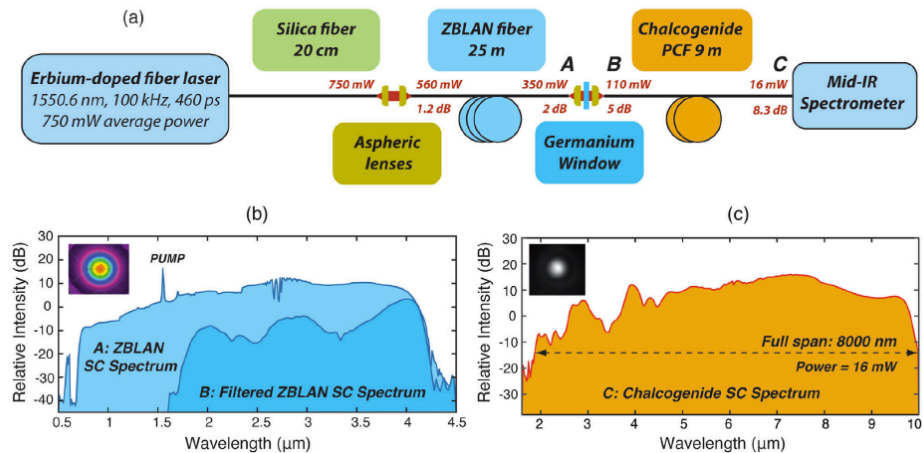 (a)
Silica fiber
20 cm
ZBLAN fiber
25 m
Chalcogenide
PCF 9 m
A
B
C
Erbium-doped fiber laser
1550.6 nm, 100 kHz, 460 ps
750 mW average power
750 mW
560 mW
1.2 dB
350 mW
2 dB
110 mW
5 dB
16 mW
8.3 dB
Mid-IR
Spectrometer
Aspheric
lenses
Germanium
Window
(b)
Relative Intensity (dB)
30
20
10
0
-10
-20
-30
-40
PUMP
A: ZBLAN
SC Spectrum
B: Filtered ZBLAN SC Spectrum
0.5 1 1.5 2 2.5 3 3.5 4 4.5
Wavelength (μm)
(c)
Relative Intensity (dB)
30
20
10
0
-10
-20
-30
Full span: 8000 nm
Power = 16 mW
C: Chalcogenide SC Spectrum
2 3 4 5 6 7 8 9 10
Wavelength (μm)